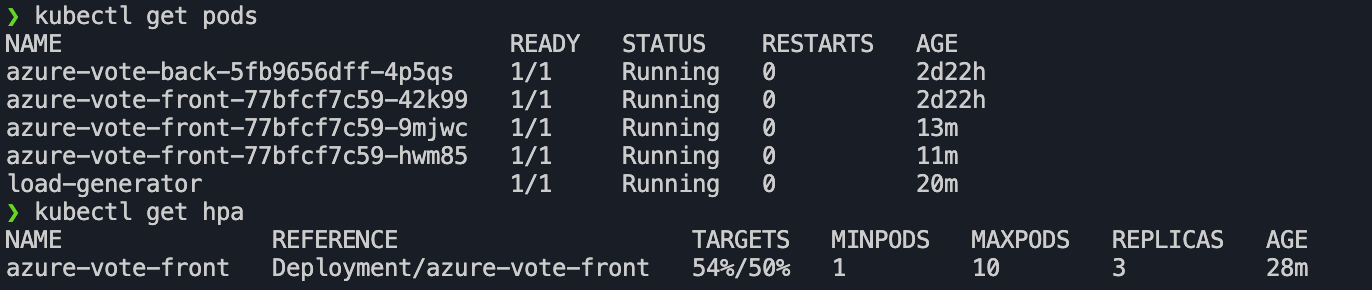 ❯ kubectl get pods
NAME                                READY   STATUS    RESTARTS   AGE
azure-vote-back-5fb9656dff-4p5qs    1/1     Running   0          2d22h
azure-vote-front-77bfcf7c59-42k99   1/1     Running   0          2d22h
azure-vote-front-77bfcf7c59-9mjwc   1/1     Running   0          13m
azure-vote-front-77bfcf7c59-hwm85   1/1     Running   0          11m
load-generator                      1/1     Running   0          20m
❯ kubectl get hpa
NAME               REFERENCE                     TARGETS   MINPODS   MAXPODS   REPLICAS   AGE
azure-vote-front   Deployment/azure-vote-front   54%/50%   1         10        3          28m